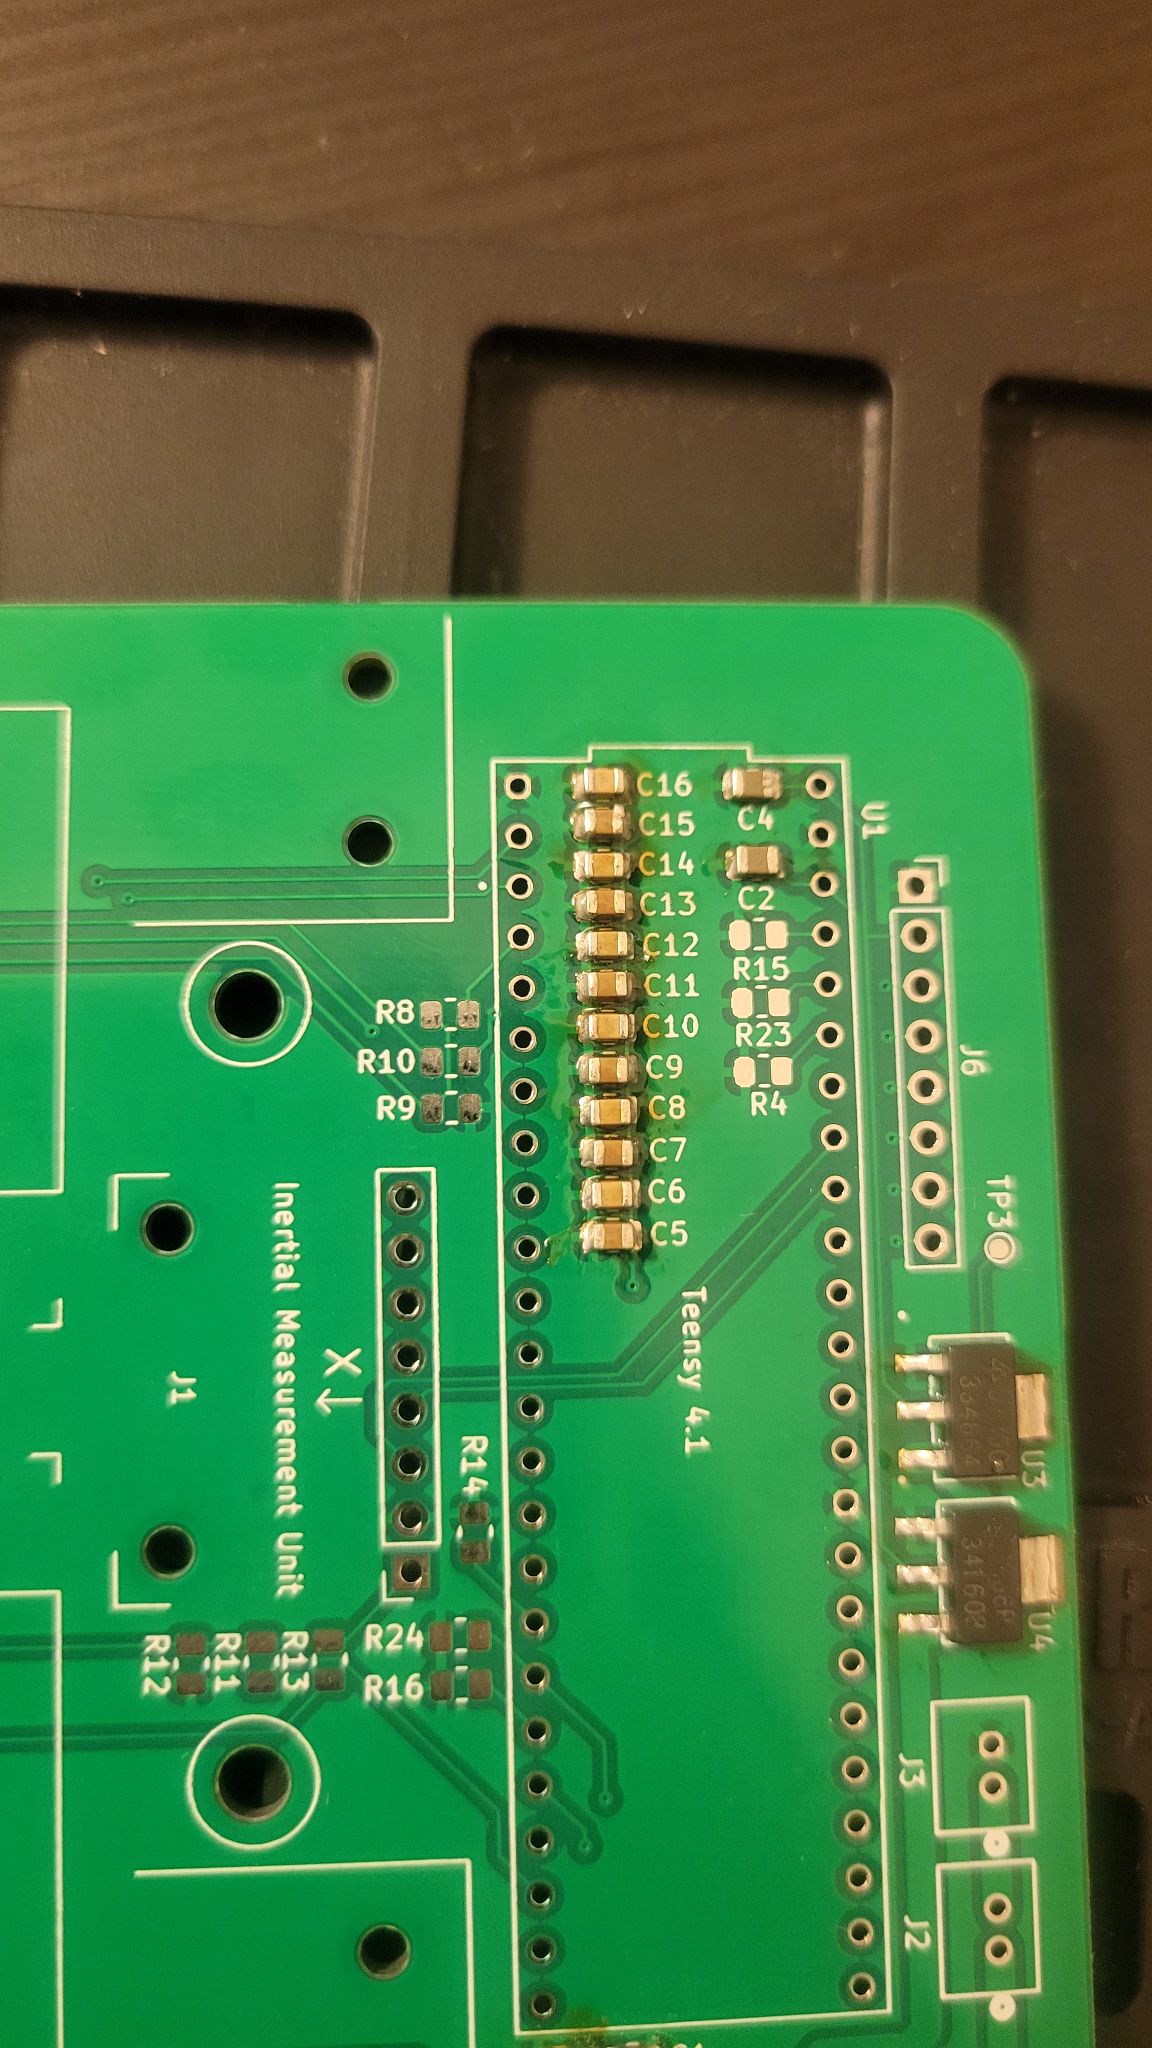 C16
C15
C4
U1
C14
C13
C2
C12
R15
C11
R8
C10
R23
R10
C9
J6
R9
C8
R4
C7
C6
TP3
C5
Inertial Measurement Unit
Teensy 4.1
X
J1
R14
U3
34160R
U4
R12
R11
R13
R24
R16
J3
J2